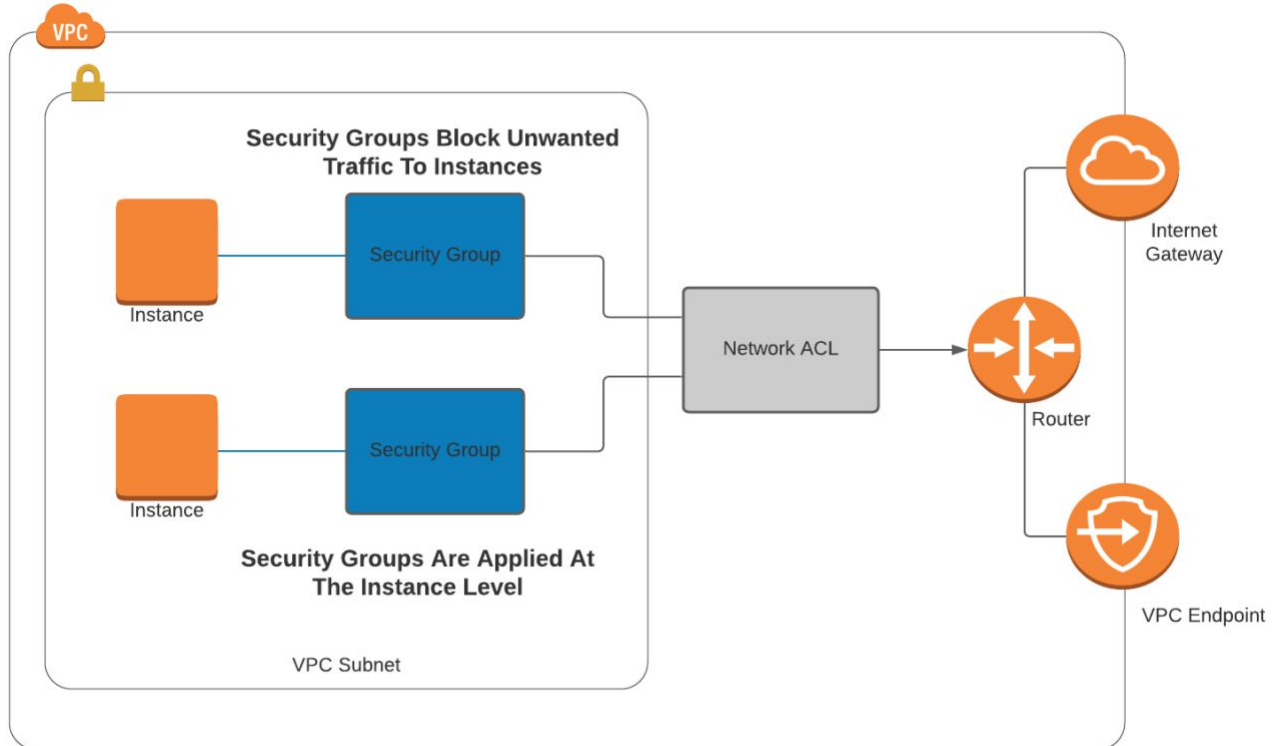 VPC
Security Groups Block Unwanted
Traffic To Instances
Security Group
Instance
Internet
Gateway
Network ACL
Router
Security Group
Instance
Security Groups Are Applied At
The Instance Level
VPC Endpoint
VPC Subnet